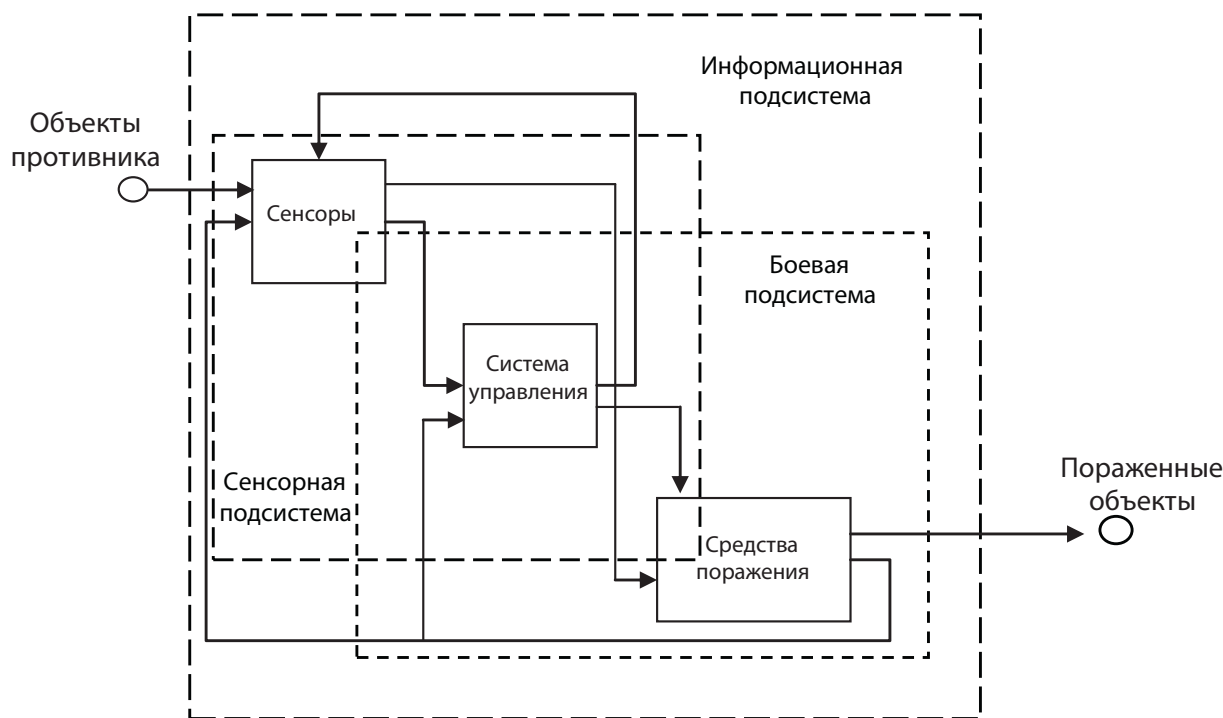 Информационная
подсистема
Объекты
противника
Сенсоры
Боевая
подсистема
Система
управления
Сенсорная
подсистема
Пораженные
объекты
Средства
поражения